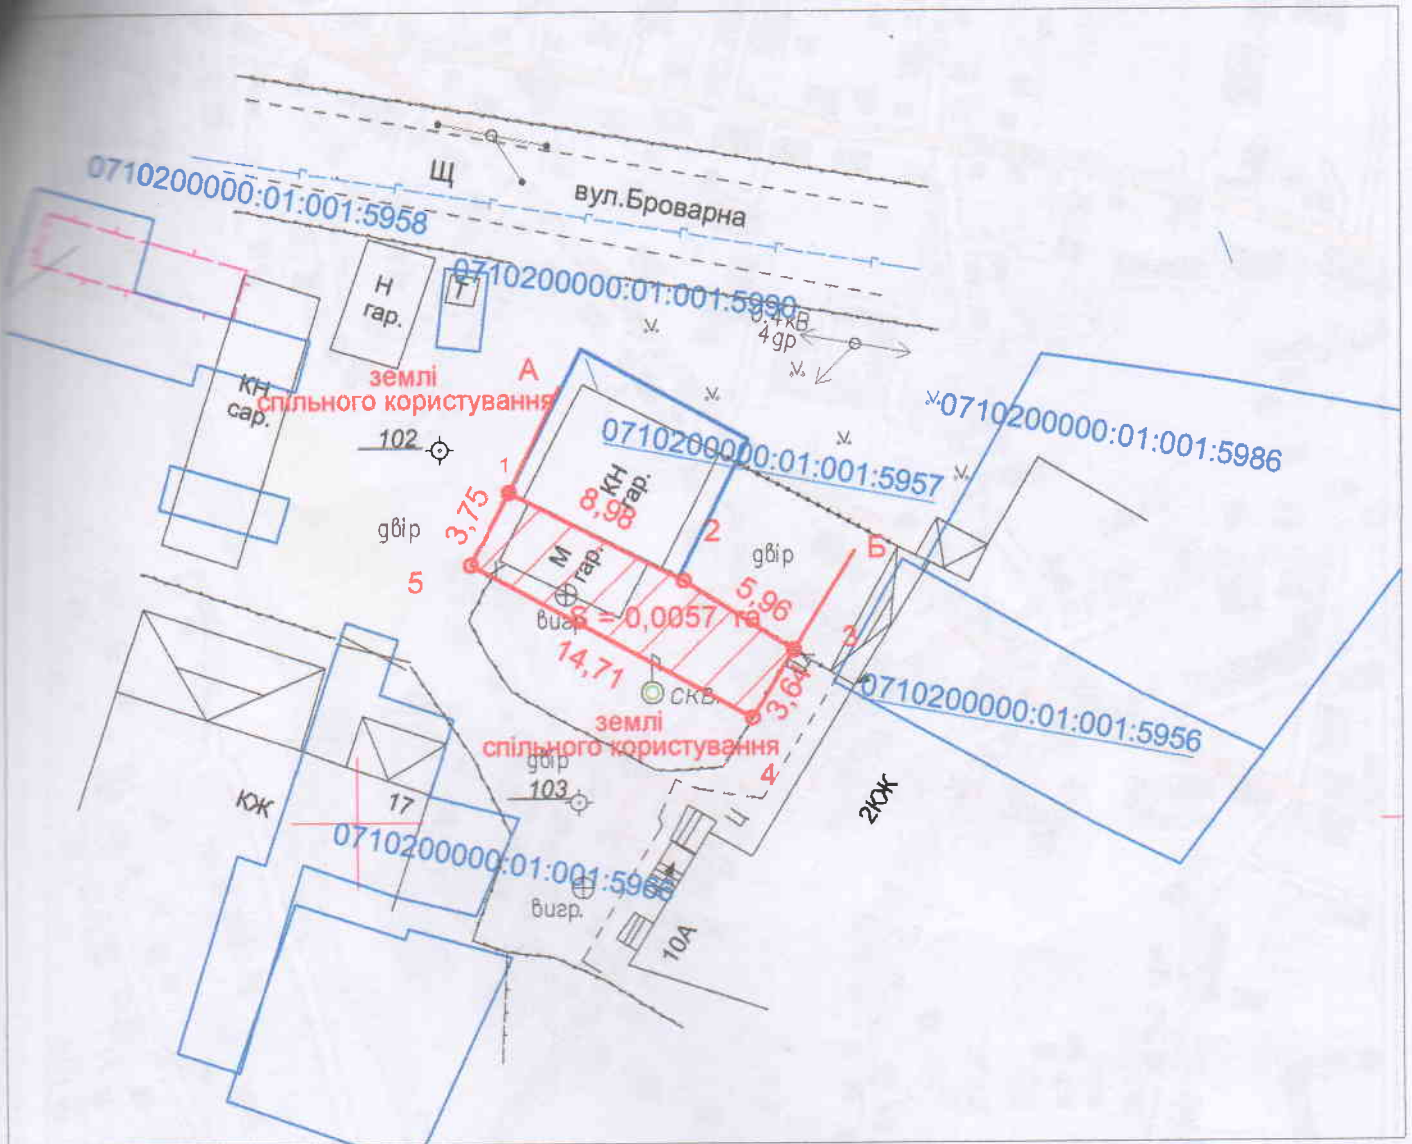 Щ
вул.Броварна
0710200000:01:001:5958
0710200000:01:001:5990
Н
гар.
Т
0.4кВ
4др
А
землі
спільного користування
КН
сар.
102
0710200000:01:001:5986
0710200000:01:001:5957
КН
гар.
1
8,98
3,75
двір
2
двір
Б
М
гар.
5
5,96
вигр.
S = 0,0057 га
3
14,71
3,64
скв.
0710200000:01:001:5956
землі
спільного користування
двір
4
103
2КЖ
КЖ
17
Ц
0710200000:01:001:5966
вигр.
10А